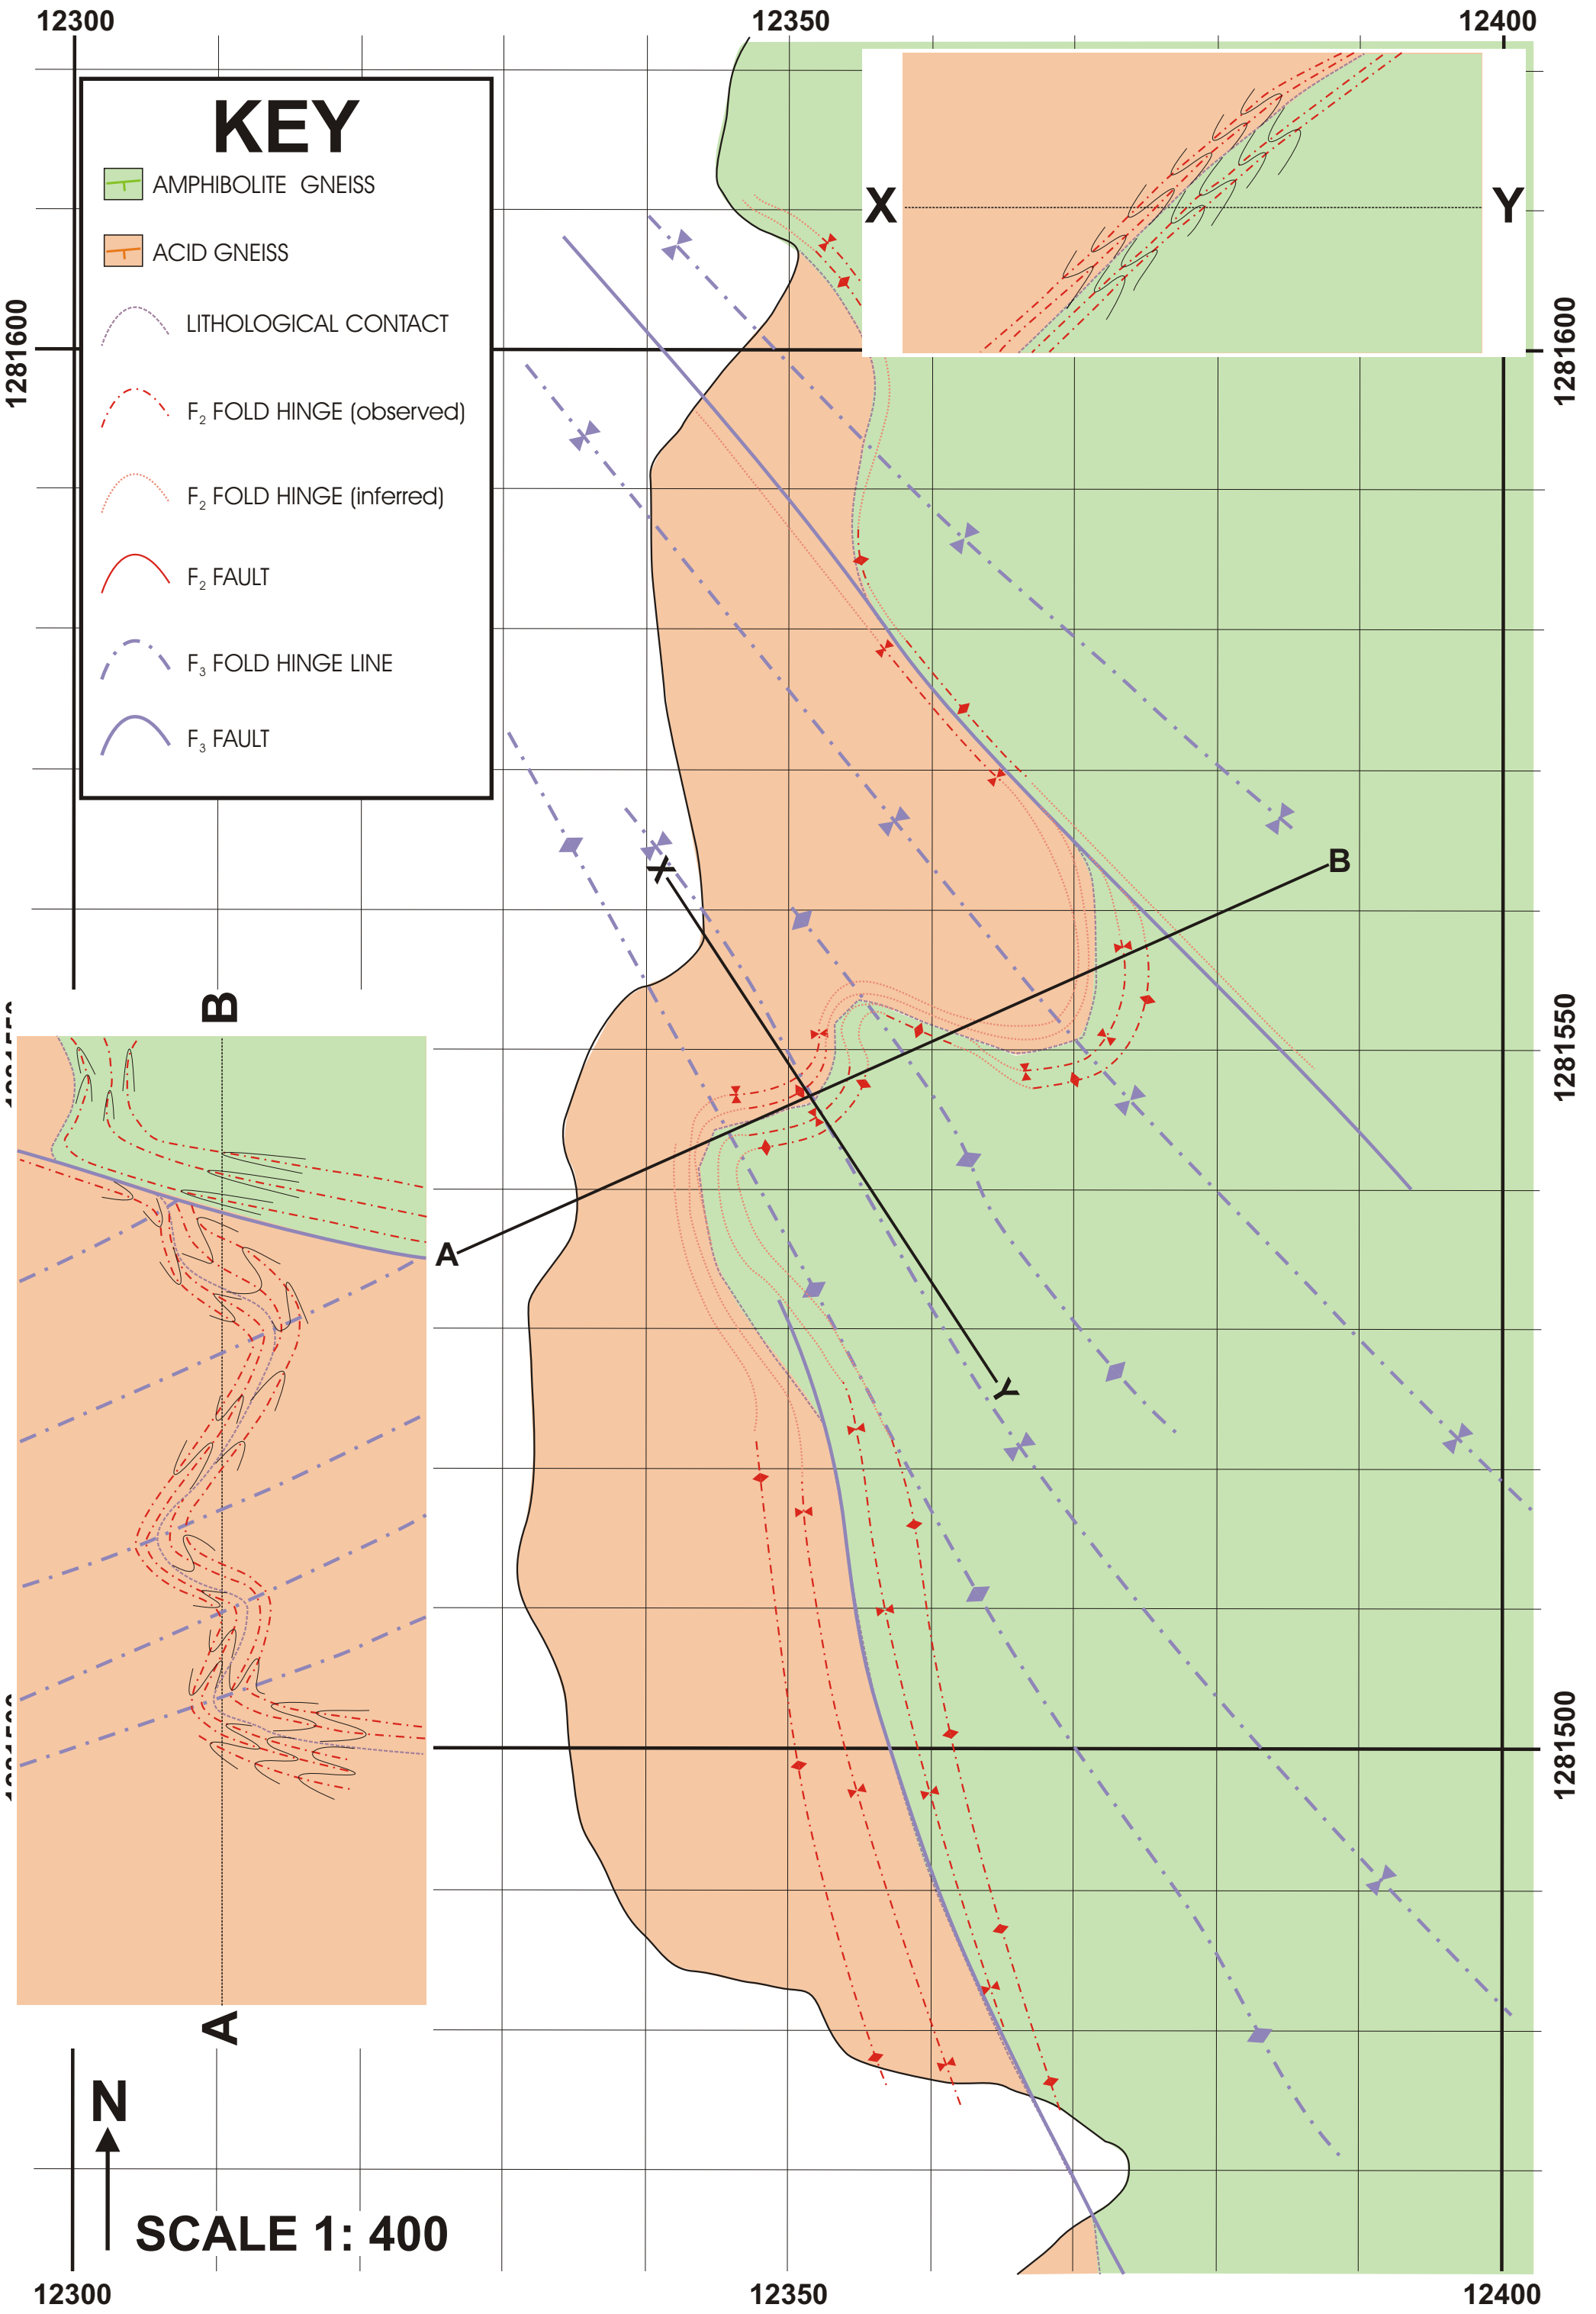 12300 12350 12400
KEY
AMPHIBOLITE GNEISS
ACID GNEISS
LITHOLOGICAL CONTACT
F2 FOLD HINGE (observed)
F2 FOLD HINGE (inferred)
F2 FAULT
F3 FOLD HINGE LINE
F3 FAULT
X Y
1281600 1281600
X
B
B
1281550
A
Y
1281500
A
N
SCALE 1: 400
12300 12350 12400